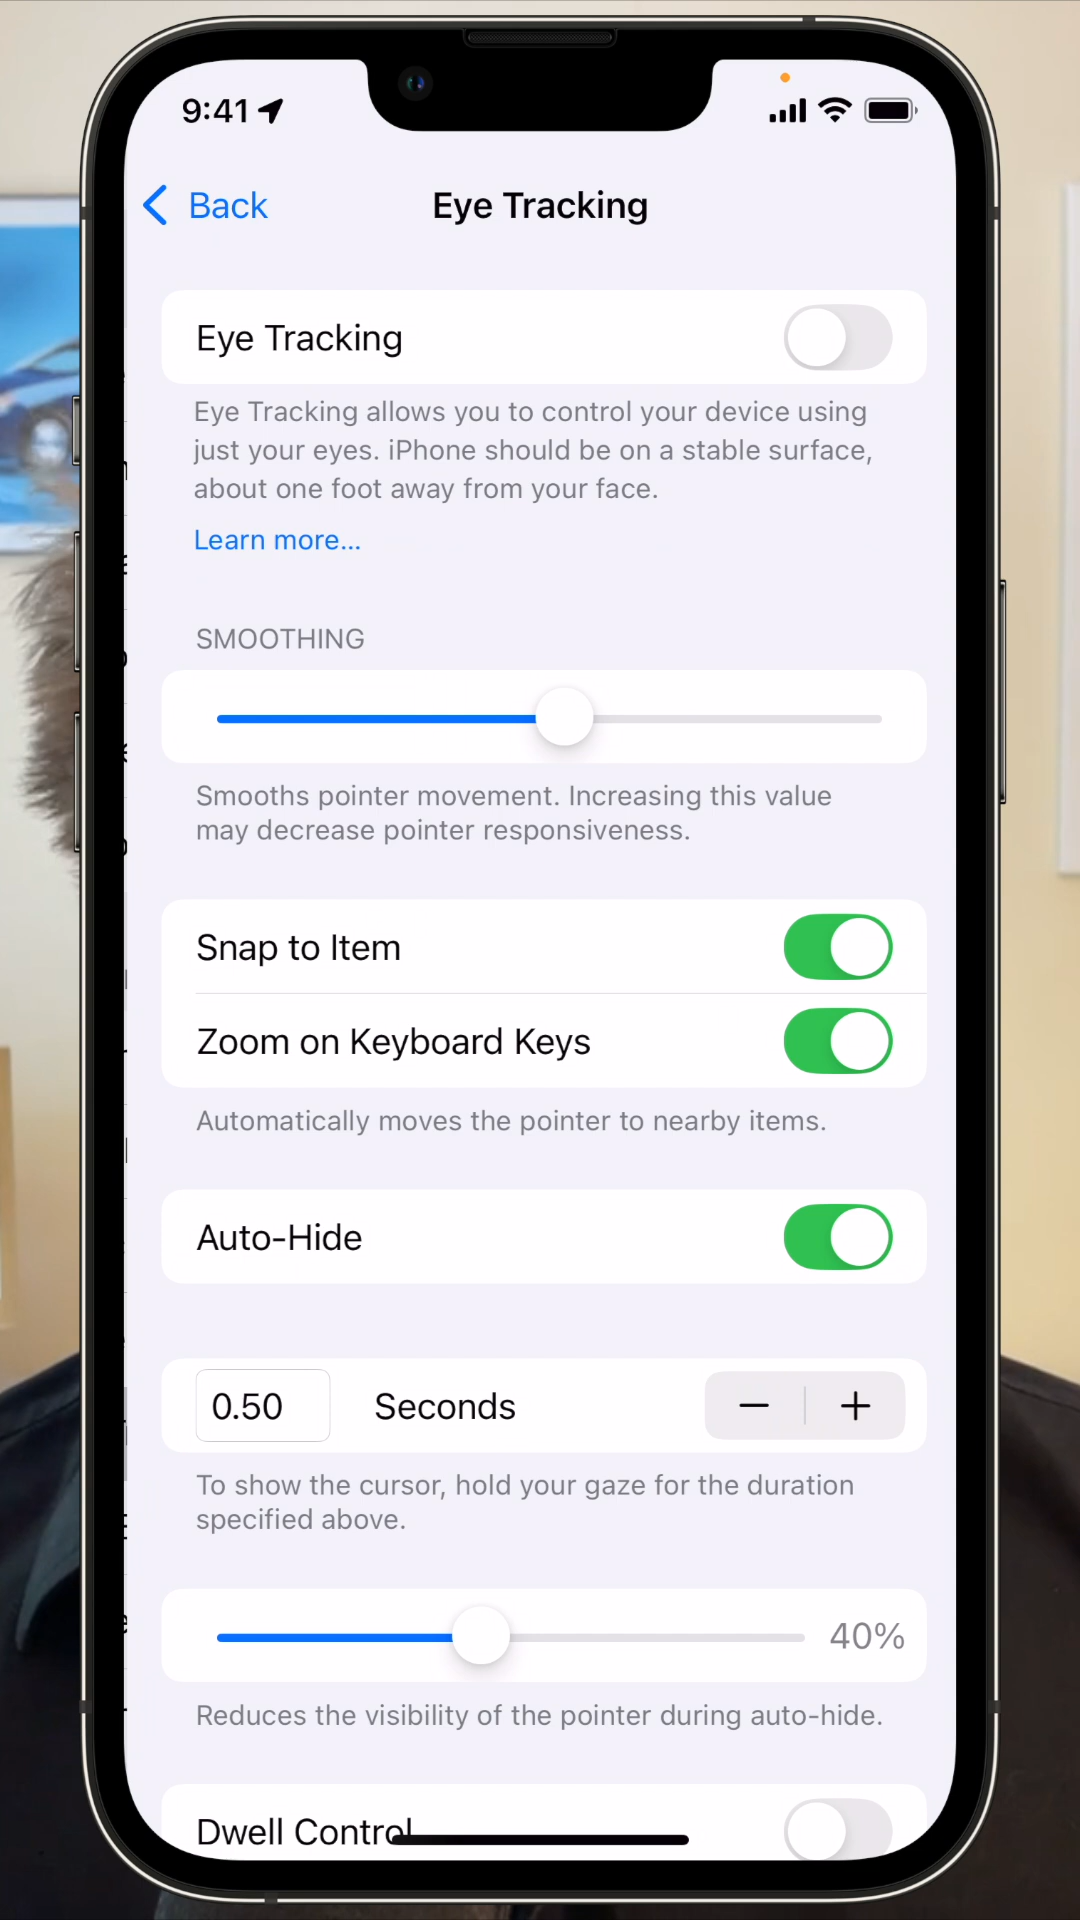 9:41
Back
Eye Tracking
Eye Tracking
Eye Tracking allows you to control your device using
just your eyes. iPhone should be on a stable surface,
about one foot away from your face.
Learn more...
SMOOTHING
Smooths pointer movement. Increasing this value
may decrease pointer responsiveness.
Snap to Item
Zoom on Keyboard Keys
Automatically moves the pointer to nearby items.
Auto-Hide
0.50 Seconds − +
To show the cursor, hold your gaze for the duration
specified above.
40%
Reduces the visibility of the pointer during auto-hide.
Dwell Control